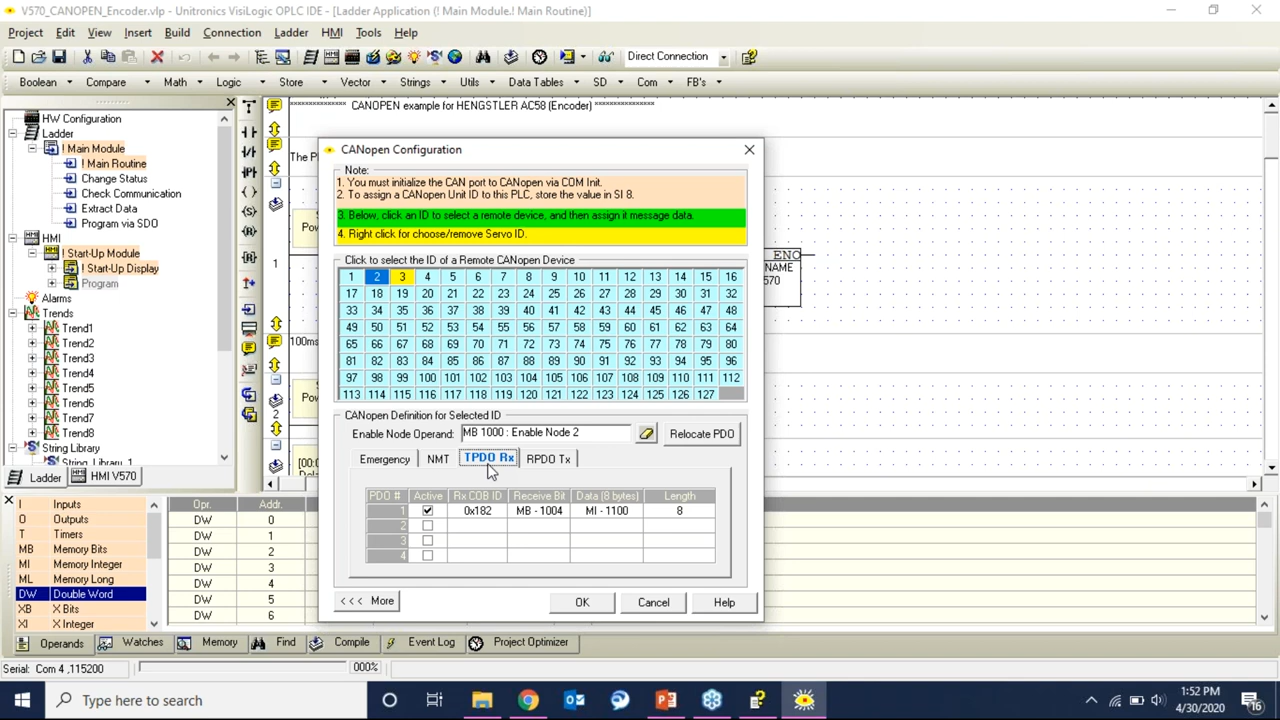 V570_CANOPEN_Encoder.vlp - Unitronics VisiLogic OPLC IDE - [Ladder Application (! Main Module.! Main Routine)]
Project Edit View Insert Build Connection Ladder HMI Tools Help
Direct Connection
Boolean Compare Math Logic Store Vector Strings Utils Data Tables SD Com FB's
HW Configuration
Ladder
! Main Module
! Main Routine
Change Status
Check Communication
Extract Data
Program via SDO
HMI
! Start-Up Module
! Start-Up Display
Program
Alarms
Trends
Trend1
Trend2
Trend3
Trend4
Trend5
Trend6
Trend7
Trend8
String Library
String Library 1
Ladder HMI V570
************** CANOPEN example for HENGSTLER AC58 (Encoder) **************
The P
Po
1
100ms
2
[00:0
ENO
NAME
570
CANopen Configuration
Note:
1. You must initialize the CAN port to CANopen via COM Init.
2. To assign a CANopen Unit ID to this PLC, store the value in SI 8.
3. Below, click an ID to select a remote device, and then assign it message data.
4. Right click for choose/remove Servo ID.
Click to select the ID of a Remote CANopen Device
1 2 3 4 5 6 7 8 9 10 11 12 13 14 15 16
17 18 19 20 21 22 23 24 25 26 27 28 29 30 31 32
33 34 35 36 37 38 39 40 41 42 43 44 45 46 47 48
49 50 51 52 53 54 55 56 57 58 59 60 61 62 63 64
65 66 67 68 69 70 71 72 73 74 75 76 77 78 79 80
81 82 83 84 85 86 87 88 89 90 91 92 93 94 95 96
97 98 99 100 101 102 103 104 105 106 107 108 109 110 111 112
113 114 115 116 117 118 119 120 121 122 123 124 125 126 127
CANopen Definition for Selected ID
Enable Node Operand: MB 1000 : Enable Node 2 Relocate PDO
Emergency NMT TPDO Rx RPDO Tx
PDO # Active Rx COB ID Receive Bit Data (8 bytes) Length
1 0x182 MB - 1004 MI - 1100 8
2
3
4
<<< More OK Cancel Help
I Inputs
O Outputs
T Timers
MB Memory Bits
MI Memory Integer
ML Memory Long
DW Double Word
XB X Bits
XI X Integer
Opr. Addr.
DW 0
DW 1
DW 2
DW 3
DW 4
DW 5
DW 6
Operands Watches Memory Find Compile Event Log Project Optimizer
Serial: Com 4 ,115200 000%
Type here to search
1:52 PM
4/30/2020
16